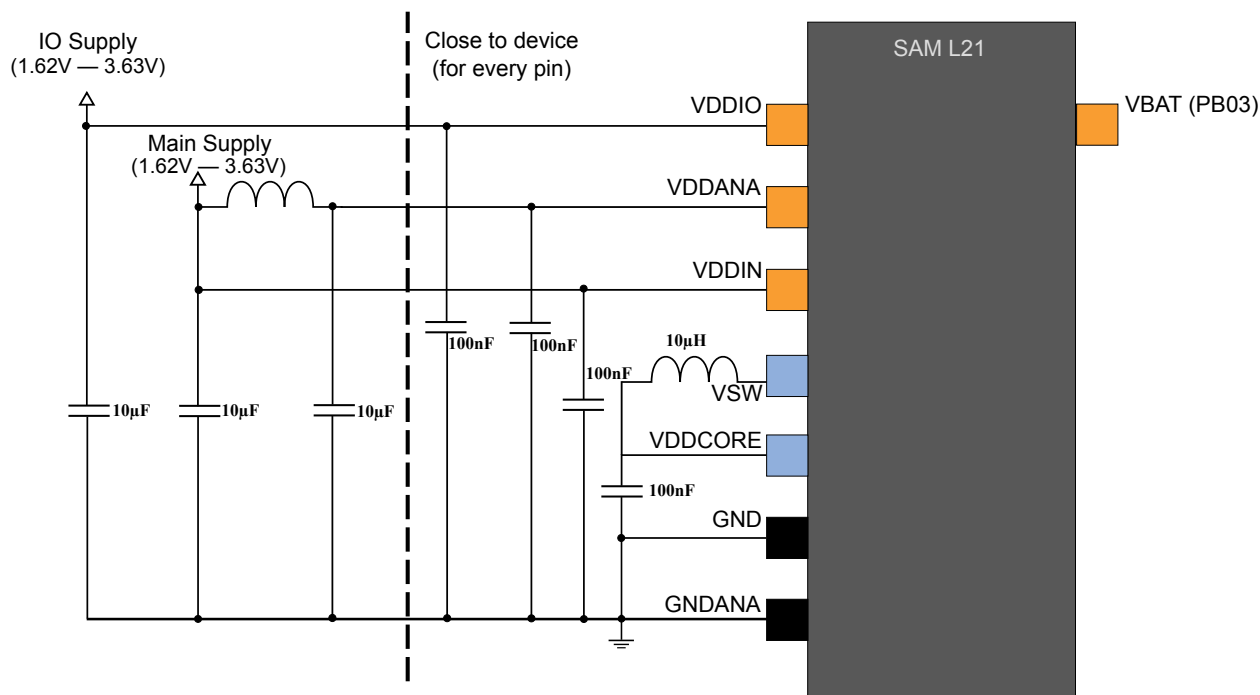 IO Supply
(1.62V — 3.63V)
Close to device
(for every pin)
SAM L21
VDDIO
VBAT (PB03)
Main Supply
(1.62V — 3.63V)
VDDANA
VDDIN
100nF
100nF
10µH
100nF
VSW
10µF
10µF
10µF
VDDCORE
100nF
GND
GNDANA